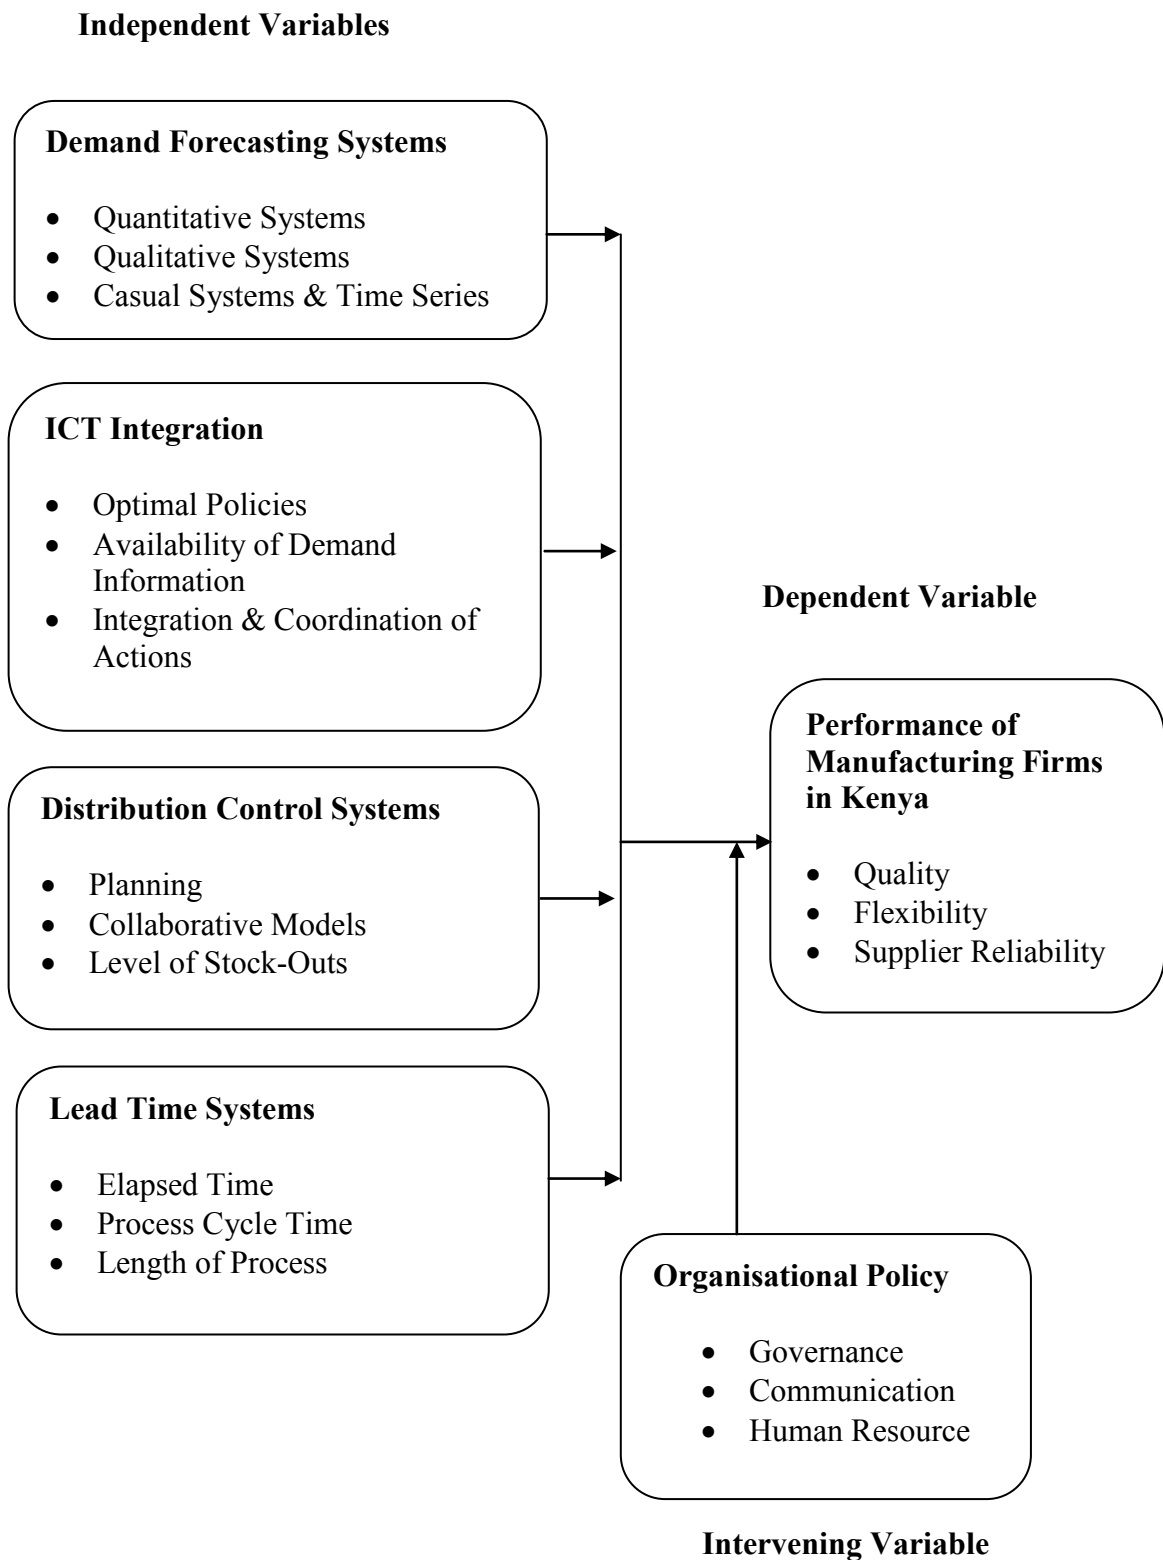 Independent Variables
Demand Forecasting Systems
• Quantitative Systems
• Qualitative Systems
• Casual Systems & Time Series
ICT Integration
• Optimal Policies
• Availability of Demand
Information
• Integration & Coordination of
Actions
Distribution Control Systems
• Planning
• Collaborative Models
• Level of Stock-Outs
Lead Time Systems
• Elapsed Time
• Process Cycle Time
• Length of Process
Dependent Variable
Performance of
Manufacturing Firms
in Kenya
• Quality
• Flexibility
• Supplier Reliability
Organisational Policy
• Governance
• Communication
• Human Resource
Intervening Variable